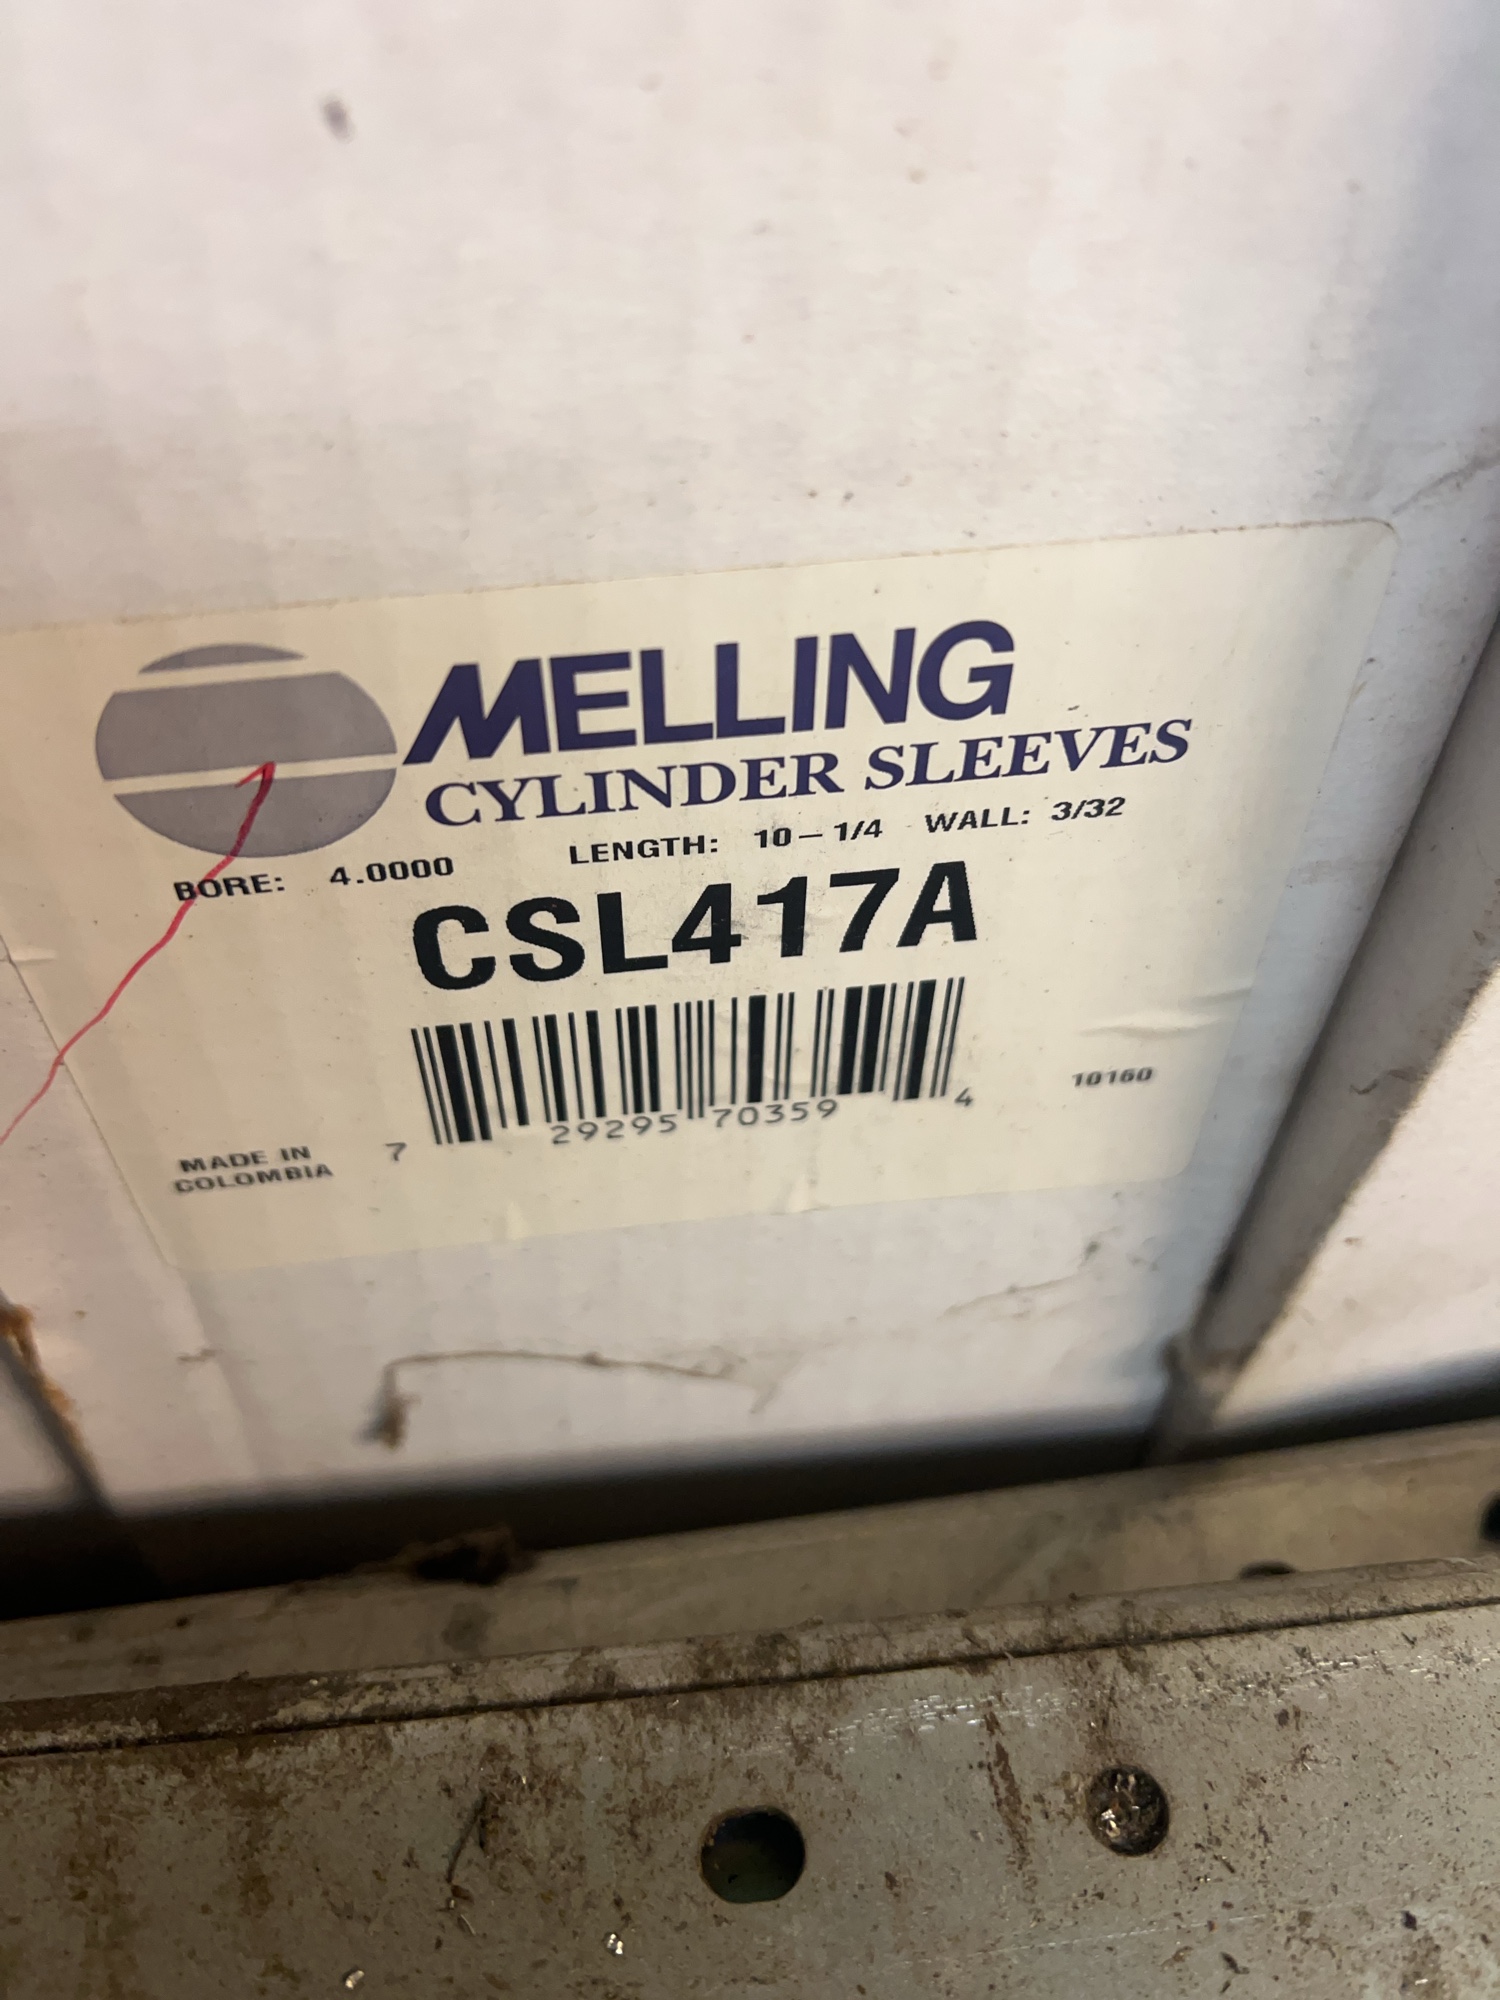 MELLING
CYLINDER SLEEVES
BORE: 4.0000 LENGTH: 10-1/4 WALL: 3/32
CSL417A
7 29295 70359 4
10160
MADE IN
COLOMBIA